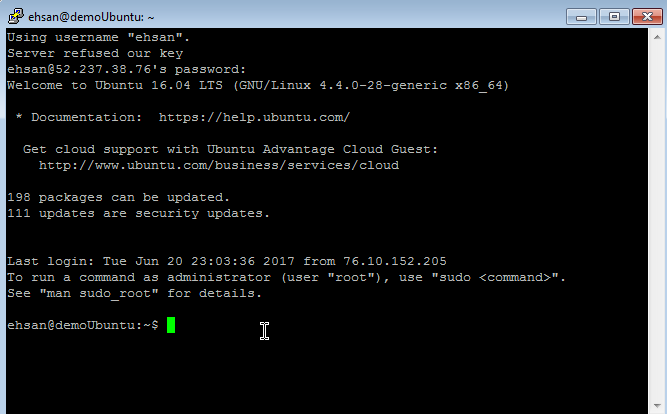 ehsan@demoUbuntu: ~
Using username "ehsan".
Server refused our key
ehsan@52.237.38.76's password:
Welcome to Ubuntu 16.04 LTS (GNU/Linux 4.4.0-28-generic x86_64)
* Documentation:  https://help.ubuntu.com/
Get cloud support with Ubuntu Advantage Cloud Guest:
http://www.ubuntu.com/business/services/cloud
198 packages can be updated.
111 updates are security updates.
Last login: Tue Jun 20 23:03:36 2017 from 76.10.152.205
To run a command as administrator (user "root"), use "sudo <command>".
See "man sudo_root" for details.
ehsan@demoUbuntu:~$